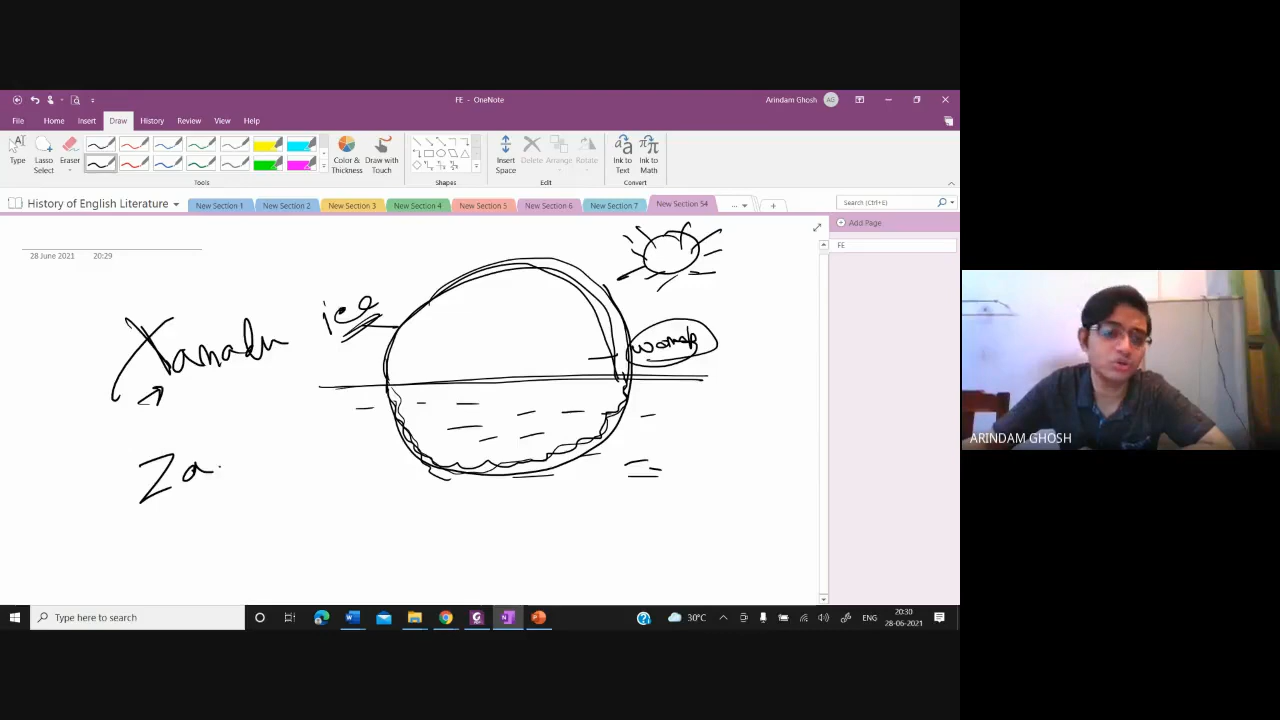 FE - OneNote
Arindam Ghosh
AG
File Home Insert Draw History Review View Help
Type
Lasso Select
Eraser
Color & Thickness
Draw with Touch
Insert Space
Delete
Arrange
Rotate
Ink to Text
Ink to Math
Tools
Shapes
Edit
Convert
History of English Literature
New Section 1
New Section 2
New Section 3
New Section 4
New Section 5
New Section 6
New Section 7
New Section 54
...
Search (Ctrl+E)
Add Page
FE
28 June 2021 20:29
ice
Xanadu
Za
ARINDAM GHOSH
Type here to search
30°C
ENG
20:30
28-06-2021